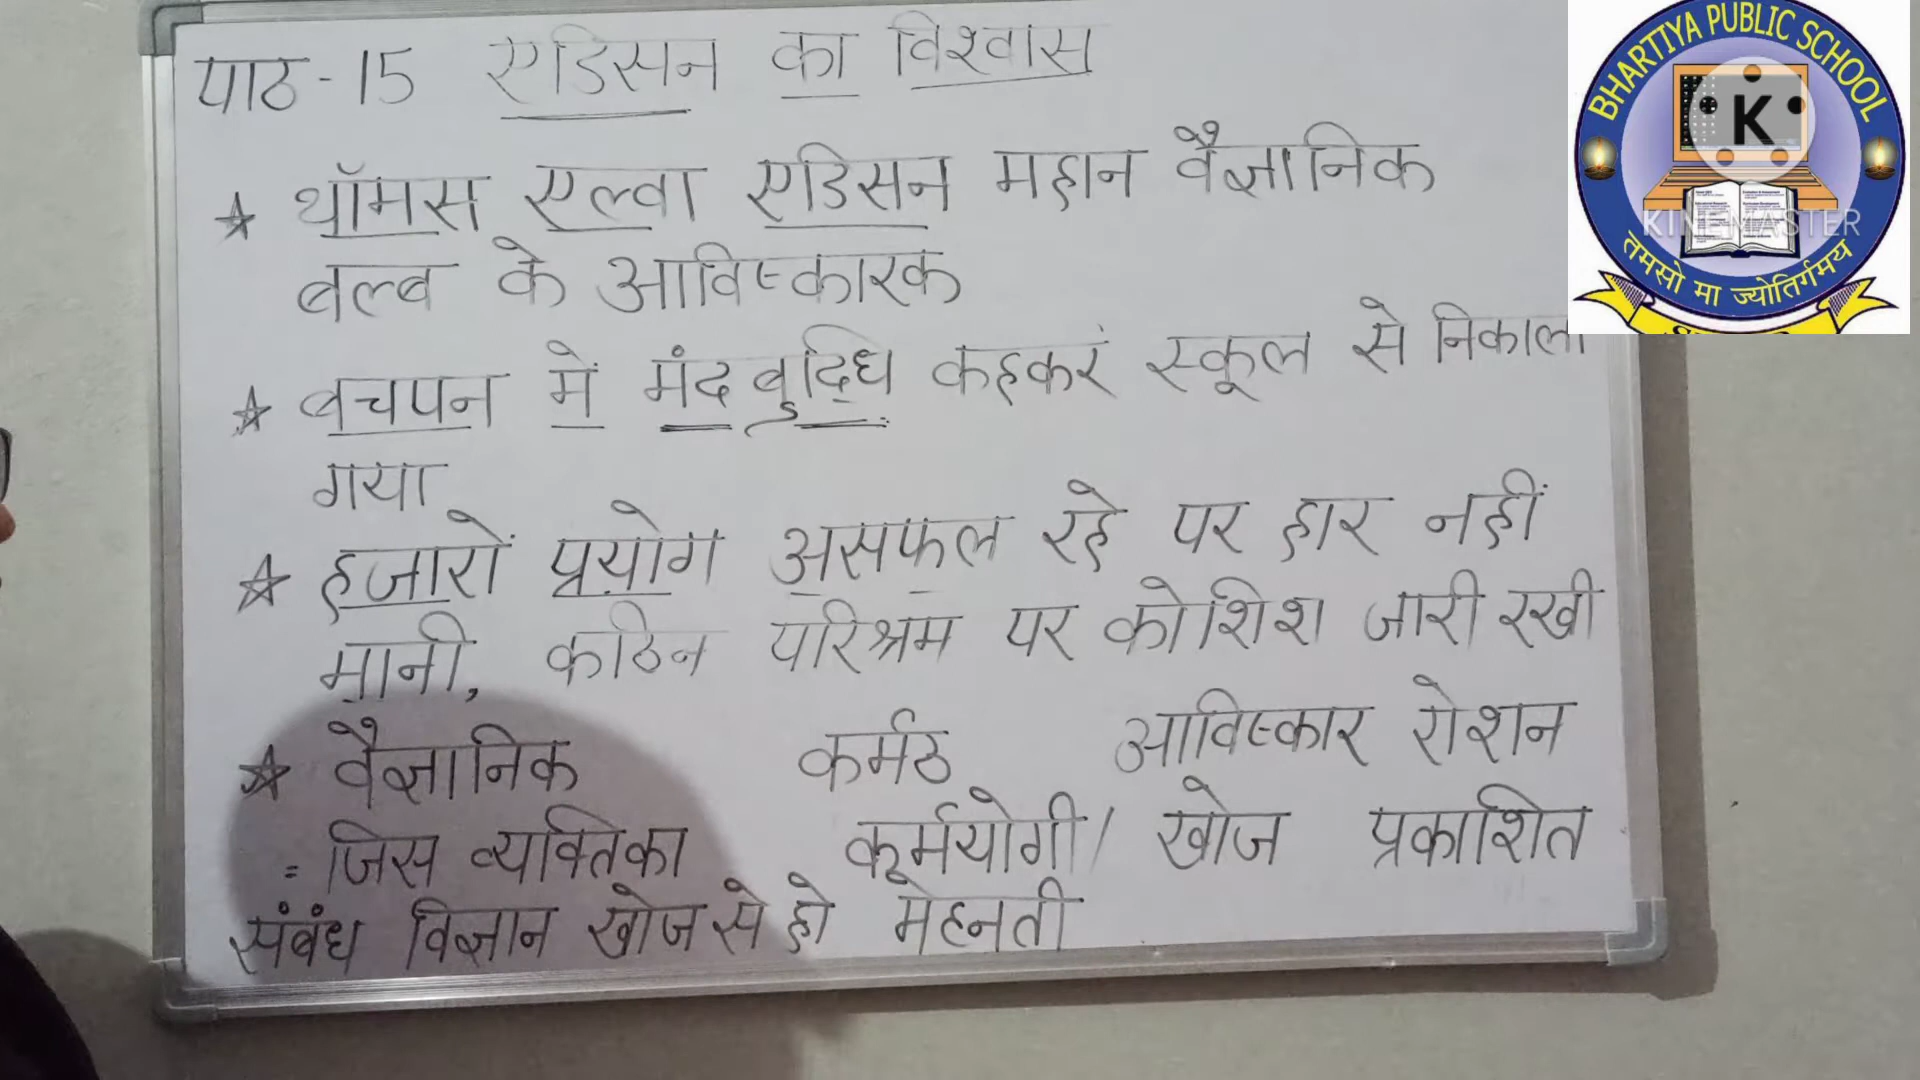 पाठ - 15 एडिसन का विश्वास
थॉमस एल्वा एडिसन महान वैज्ञानिक
बल्ब के आविष्कारक
बचपन में मंद बुद्धि कहकर स्कूल से निकाला
गया
हजारों प्रयोग असफल रहे पर हार नहीं
मानी, कठिन परिश्रम पर कोशिश जारी रखी
वैज्ञानिक कर्मठ आविष्कार रोशन
= जिस व्यक्ति का कर्मयोगी / खोज प्रकाशित
संबंध विज्ञान खोज से हो मेहनती
BHARTIYA PUBLIC SCHOOL
K
KINEMASTER
तमसो मा ज्योतिर्गमय